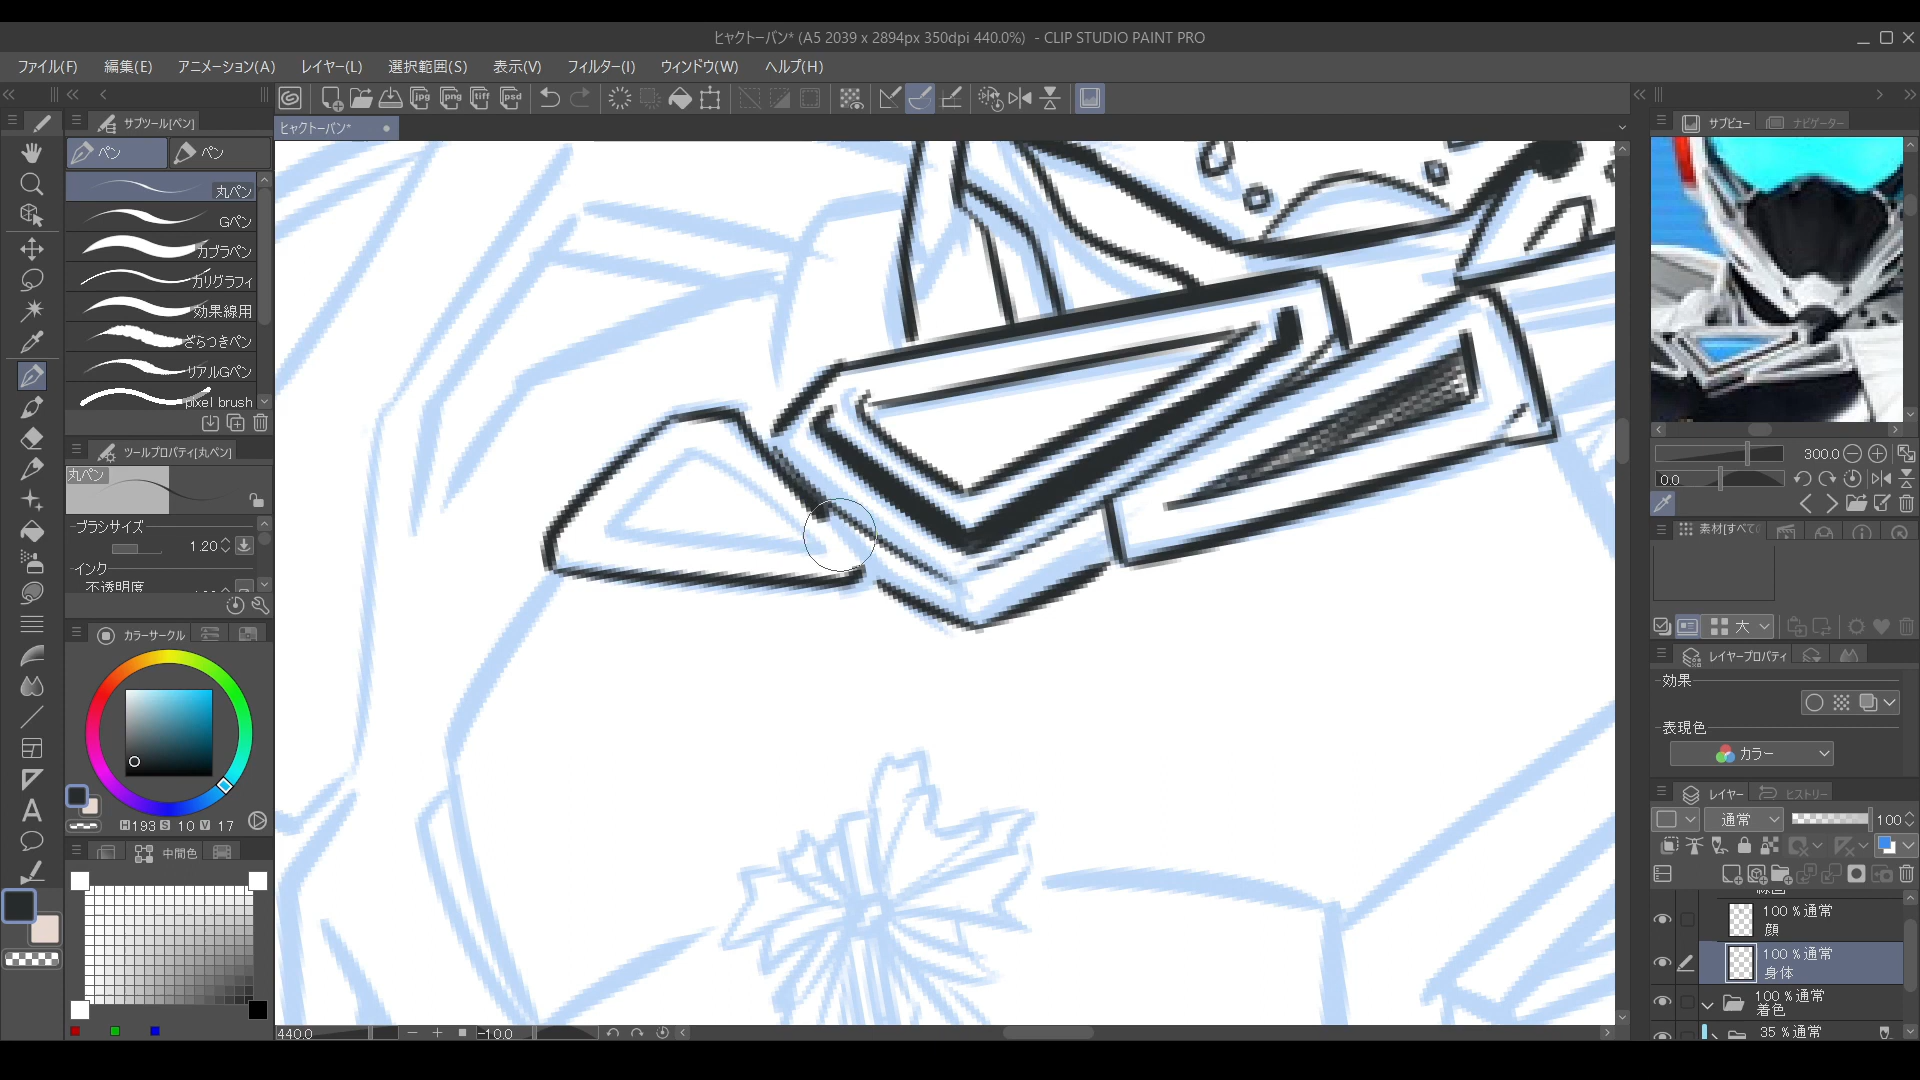 ヒャクトーバン* (A5 2039 x 2894px 350dpi 440.0%)  - CLIP STUDIO PAINT PRO
ファイル(F) 編集(E) アニメーション(A) レイヤー(L) 選択範囲(S) 表示(V) フィルター(I) ウィンドウ(W) ヘルプ(H)
jpg png tiff psd
サブツール[ペン]
ヒャクトーバン*
サブビュー ナビゲーター
ペン ペン
丸ペン
Gペン
カブラペン
カリグラフィ
効果線用
ざらつきペン
リアルGペン
pixel brush
ツールプロパティ[丸ペン]
丸ペン
ブラシサイズ
1.20
インク
不透明度
カラーサークル
H193 S 10 V 17
中間色
440.0
-10.0
300.0
0.0
素材[すべて
大
レイヤープロパティ
効果
表現色
カラー
レイヤー ヒストリー
通常 100
100 %通常
顔
100 %通常
身体
100 %通常
着色
35 %通常